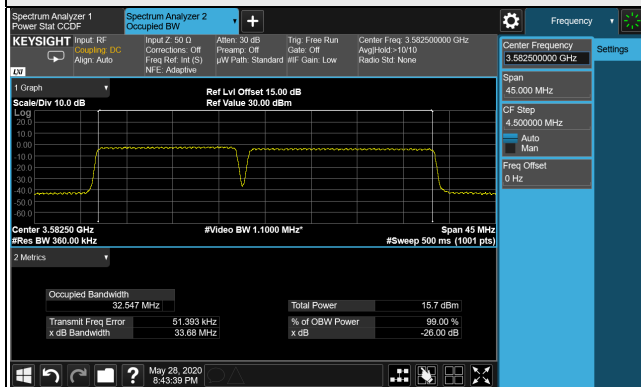 Spectrum Analyzer 1
Power Stat CCDF
Spectrum Analyzer 2
Occupied BW
+
Frequency
KEYSIGHT
Input: RF
Coupling: DC
Align: Auto
Input Z: 50 Ω
Corrections: Off
Freq Ref: Int (S)
NFE: Adaptive
Atten: 30 dB
Preamp: Off
µW Path: Standard
Trig: Free Run
Gate: Off
#IF Gain: Low
Center Freq: 3.582500000 GHz
Avg|Hold:>10/10
Radio Std: None
LXI
Center Frequency
3.582500000 GHz
Settings
Span
45.000 MHz
CF Step
4.500000 MHz
Auto
Man
Freq Offset
0 Hz
1 Graph
Scale/Div 10.0 dB
Ref Lvl Offset 15.00 dB
Ref Value 30.00 dBm
Log
20.0
10.0
0.00
-10.0
-20.0
-30.0
-40.0
-50.0
-60.0
Center 3.58250 GHz
#Res BW 360.00 kHz
#Video BW 1.1000 MHz*
Span 45 MHz
#Sweep 500 ms (1001 pts)
2 Metrics
Occupied Bandwidth
32.547 MHz
Total Power 15.7 dBm
Transmit Freq Error 51.393 kHz
% of OBW Power 99.00 %
x dB Bandwidth 33.68 MHz
x dB -26.00 dB
?
May 28, 2020
8:43:39 PM